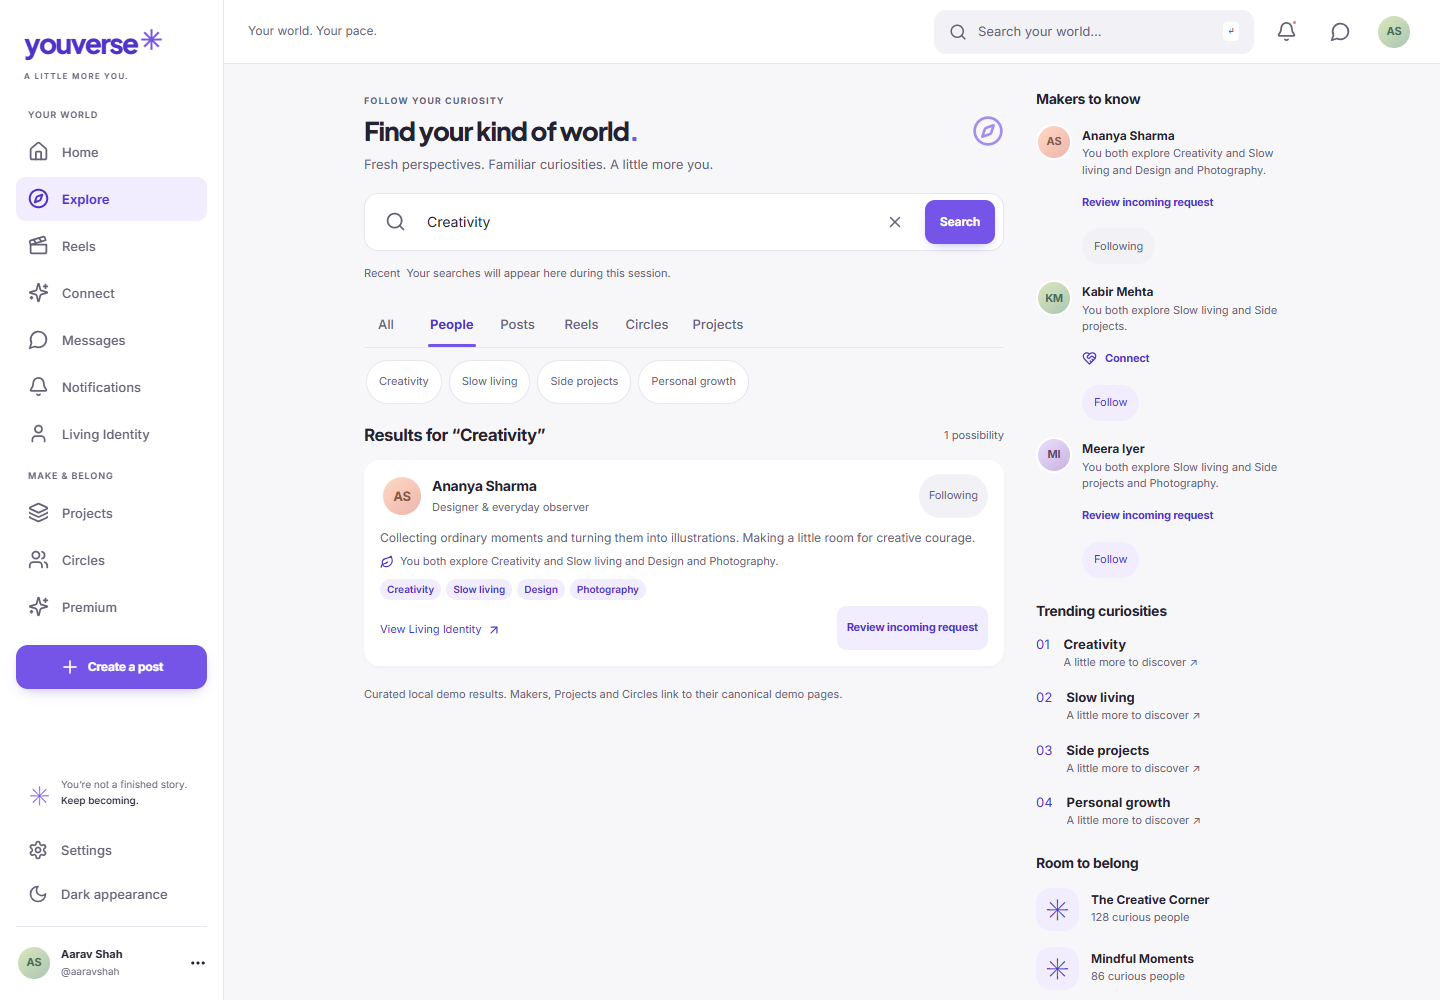 youverse
A LITTLE MORE YOU.
YOUR WORLD
Home
Explore
Reels
Connect
Messages
Notifications
Living Identity
MAKE & BELONG
Projects
Circles
Premium
Create a post
You're not a finished story.
Keep becoming.
Settings
Dark appearance
AS
Aarav Shah
@aaravshah
Your world. Your pace.
Search your world...
AS
FOLLOW YOUR CURIOSITY
Find your kind of world.
Fresh perspectives. Familiar curiosities. A little more you.
Creativity
Search
Recent Your searches will appear here during this session.
All People Posts Reels Circles Projects
Creativity Slow living Side projects Personal growth
Results for “Creativity”
1 possibility
AS
Ananya Sharma
Designer & everyday observer
Following
Collecting ordinary moments and turning them into illustrations. Making a little room for creative courage.
You both explore Creativity and Slow living and Design and Photography.
Creativity Slow living Design Photography
View Living Identity
Review incoming request
Curated local demo results. Makers, Projects and Circles link to their canonical demo pages.
Makers to know
AS
Ananya Sharma
You both explore Creativity and Slow
living and Design and Photography.
Review incoming request
Following
KM
Kabir Mehta
You both explore Slow living and Side
projects.
Connect
Follow
MI
Meera Iyer
You both explore Slow living and Side
projects and Photography.
Review incoming request
Follow
Trending curiosities
01 Creativity
A little more to discover
02 Slow living
A little more to discover
03 Side projects
A little more to discover
04 Personal growth
A little more to discover
Room to belong
The Creative Corner
128 curious people
Mindful Moments
86 curious people